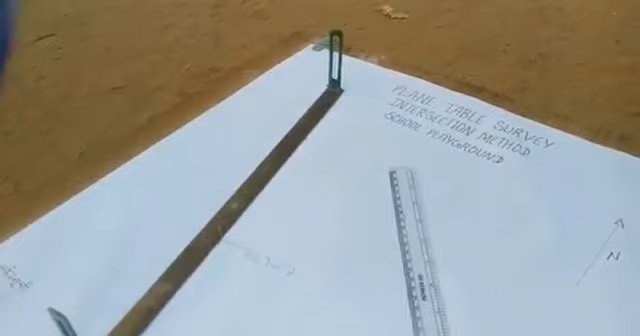 PLANE TABLE SURVEY
INTERSECTION METHOD
SCHOOL PLAYGROUND
N